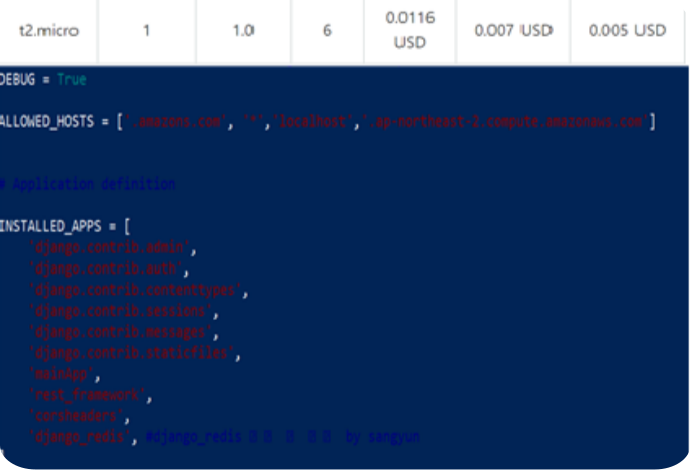 t2.micro 1 1.0 6 0.0116 USD 0.007 USD 0.005 USD
DEBUG = True
ALLOWED_HOSTS = ['.amazons.com', '*','localhost','.ap-northeast-2.compute.amazonaws.com']
# Application definition
INSTALLED_APPS = [
'django.contrib.admin',
'django.contrib.auth',
'django.contrib.contenttypes',
'django.contrib.sessions',
'django.contrib.messages',
'django.contrib.staticfiles',
'mainApp',
'rest_framework',
'corsheaders',
'django_redis', #django_redis by sangyun